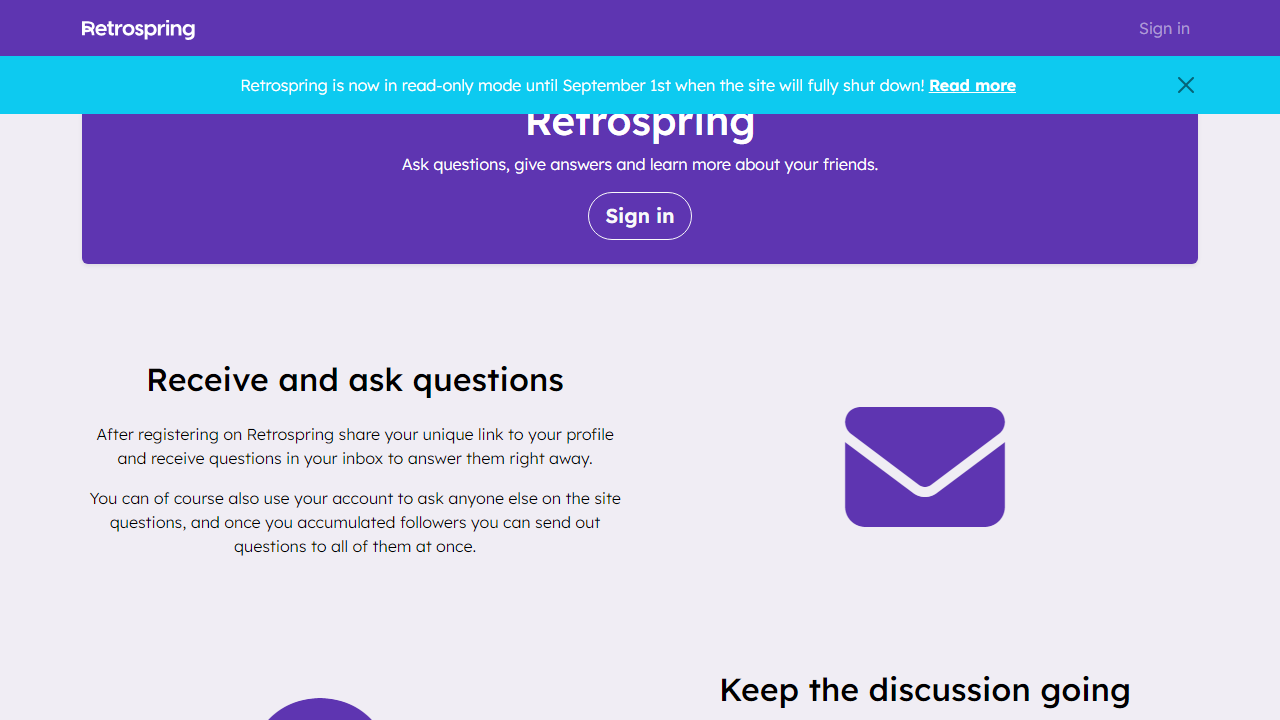 Retrospring
Sign in
Retrospring is now in read-only mode until September 1st when the site will fully shut down! Read more
Retrospring
Ask questions, give answers and learn more about your friends.
Sign in
Receive and ask questions
After registering on Retrospring share your unique link to your profile
and receive questions in your inbox to answer them right away.
You can of course also use your account to ask anyone else on the site
questions, and once you accumulated followers you can send out
questions to all of them at once.
Keep the discussion going